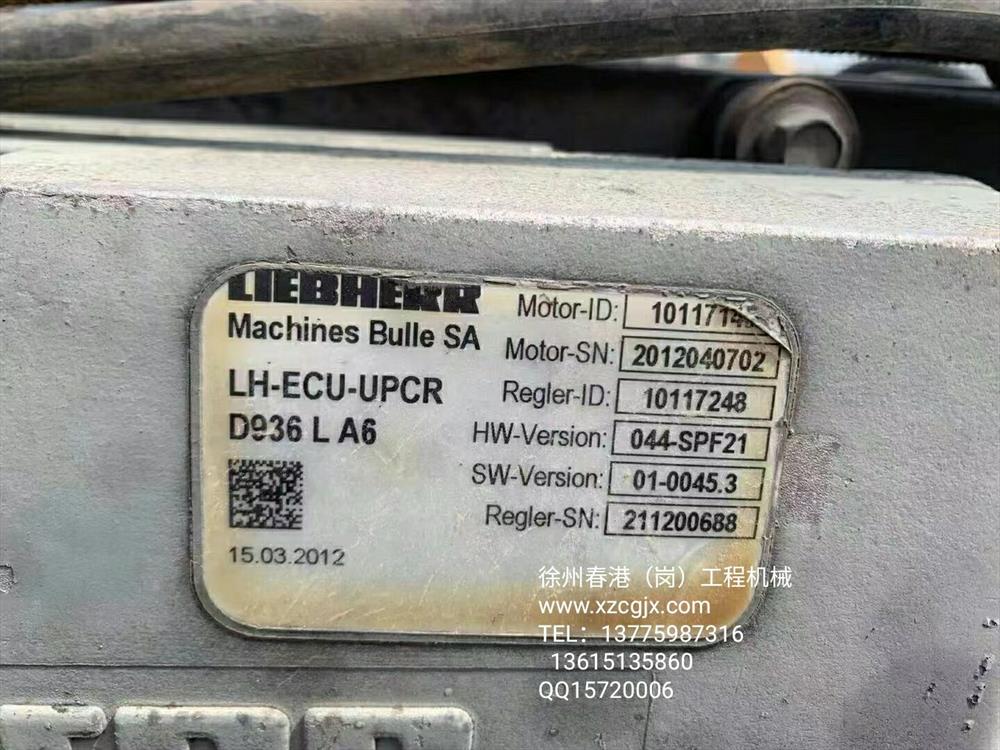 LIEBHERR
Machines Bulle SA
LH-ECU-UPCR
D936 L A6
15.03.2012
Motor-ID:
Motor-SN: 2012040702
Regler-ID: 10117248
HW-Version: 044-SPF21
SW-Version: 01-0045.3
Regler-SN: 211200688
徐州春港（岗）工程机械
www.xzcgjx.com
TEL：13775987316
13615135860
QQ15720006